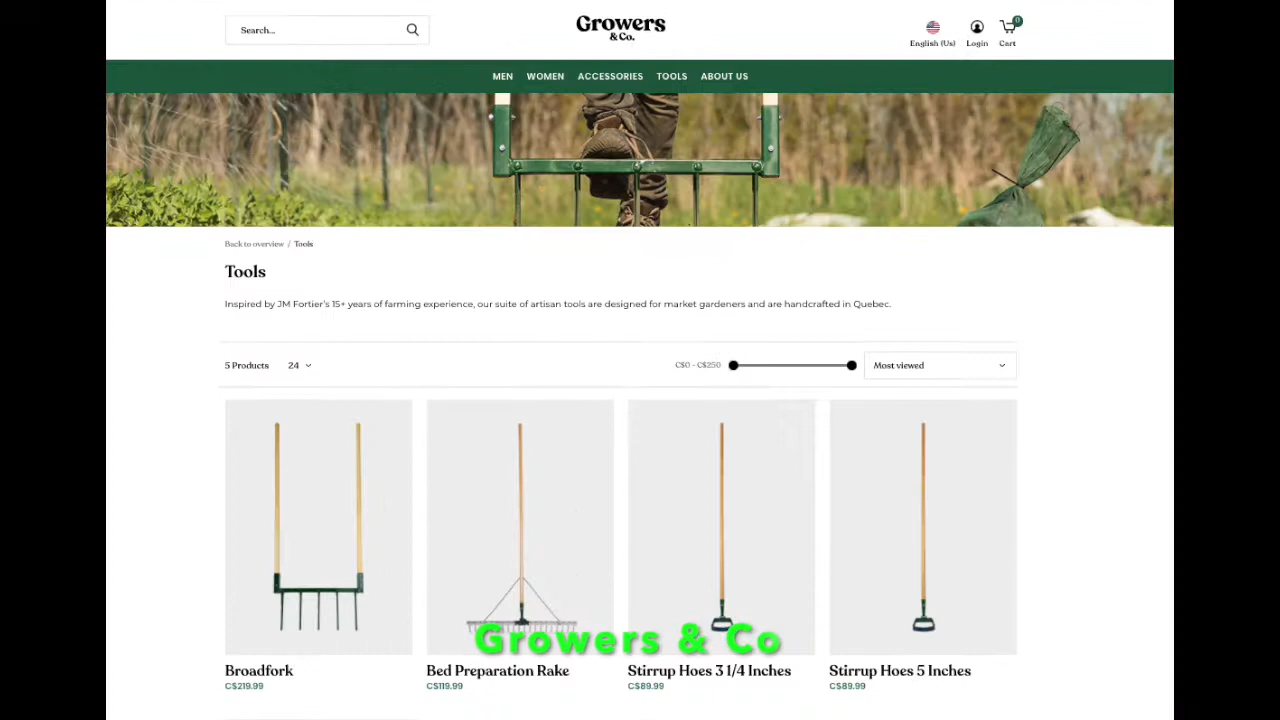 Search...
Growers
& Co.
0
English (Us)
Login
Cart
MEN
WOMEN
ACCESSORIES
TOOLS
ABOUT US
Back to overview / Tools
Tools
Inspired by JM Fortier's 15+ years of farming experience, our suite of artisan tools are designed for market gardeners and are handcrafted in Quebec.
5 Products
24
C$0 - C$250
Most viewed
Growers & Co
Broadfork
C$219.99
Bed Preparation Rake
C$119.99
Stirrup Hoes 3 1/4 Inches
C$89.99
Stirrup Hoes 5 Inches
C$89.99